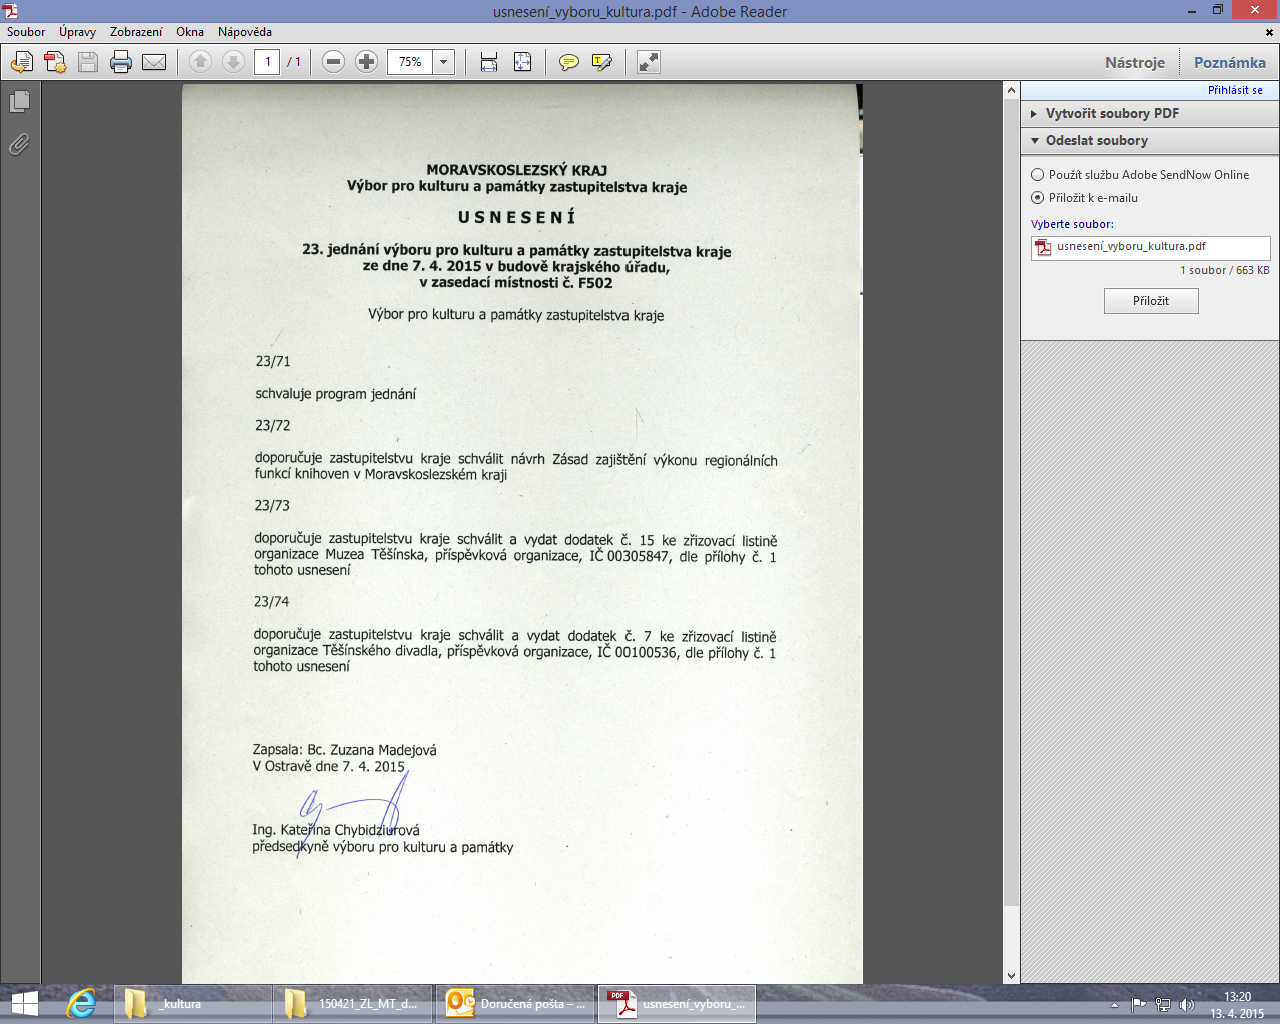 usnesení_vyboru_kultura.pdf - Adobe Reader
Soubor Úpravy Zobrazení Okna Nápověda
1 / 1 75% Nástroje Poznámka
Přihlásit se
Vytvořit soubory PDF
Odeslat soubory
Použít službu Adobe SendNow Online
Přiložit k e-mailu
Vyberte soubor:
usnesení_vyboru_kultura.pdf
1 soubor / 663 KB
Přiložit
MORAVSKOSLEZSKÝ KRAJ
Výbor pro kulturu a památky zastupitelstva kraje
U S N E S E N Í
23. jednání výboru pro kulturu a památky zastupitelstva kraje
ze dne 7. 4. 2015 v budově krajského úřadu,
v zasedací místnosti č. F502
Výbor pro kulturu a památky zastupitelstva kraje
23/71
schvaluje program jednání
23/72
doporučuje zastupitelstvu kraje schválit návrh Zásad zajištění výkonu regionálních
funkcí knihoven v Moravskoslezském kraji
23/73
doporučuje zastupitelstvu kraje schválit a vydat dodatek č. 15 ke zřizovací listině
organizace Muzea Těšínska, příspěvková organizace, IČ 00305847, dle přílohy č. 1
tohoto usnesení
23/74
doporučuje zastupitelstvu kraje schválit a vydat dodatek č. 7 ke zřizovací listině
organizace Těšínského divadla, příspěvková organizace, IČ 00100536, dle přílohy č. 1
tohoto usnesení
Zapsala: Bc. Zuzana Madejová
V Ostravě dne 7. 4. 2015
Ing. Kateřina Chybidziurová
předsedkyně výboru pro kulturu a památky
_kultura 150421_ZL_MT_d... Doručená pošta – ... PDF usnesení_vyboru_...
13:20
13. 4. 2015